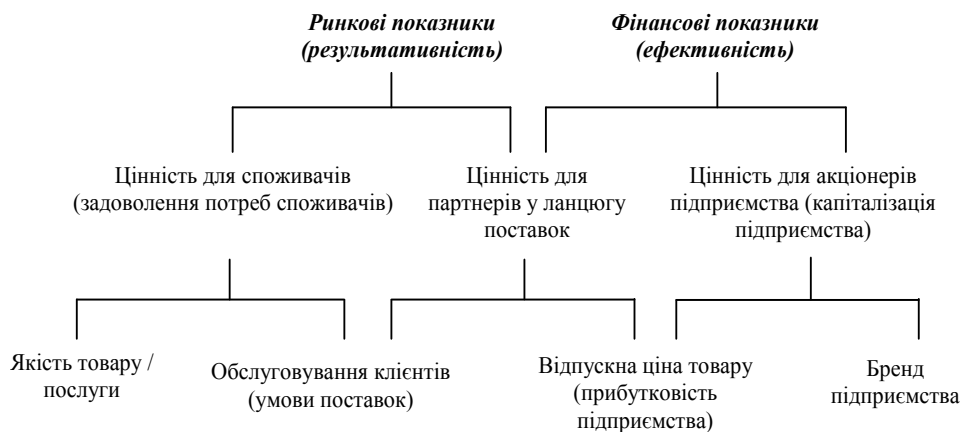 Ринкові показники
(результативність)
Фінансові показники
(ефективність)
Цінність для споживачів
(задоволення потреб споживачів)
Цінність для
партнерів у ланцюгу
поставок
Цінність для акціонерів
підприємства (капіталізація
підприємства)
Якість товару /
послуги
Обслуговування клієнтів
(умови поставок)
Відпускна ціна товару
(прибутковість
підприємства)
Бренд
підприємства